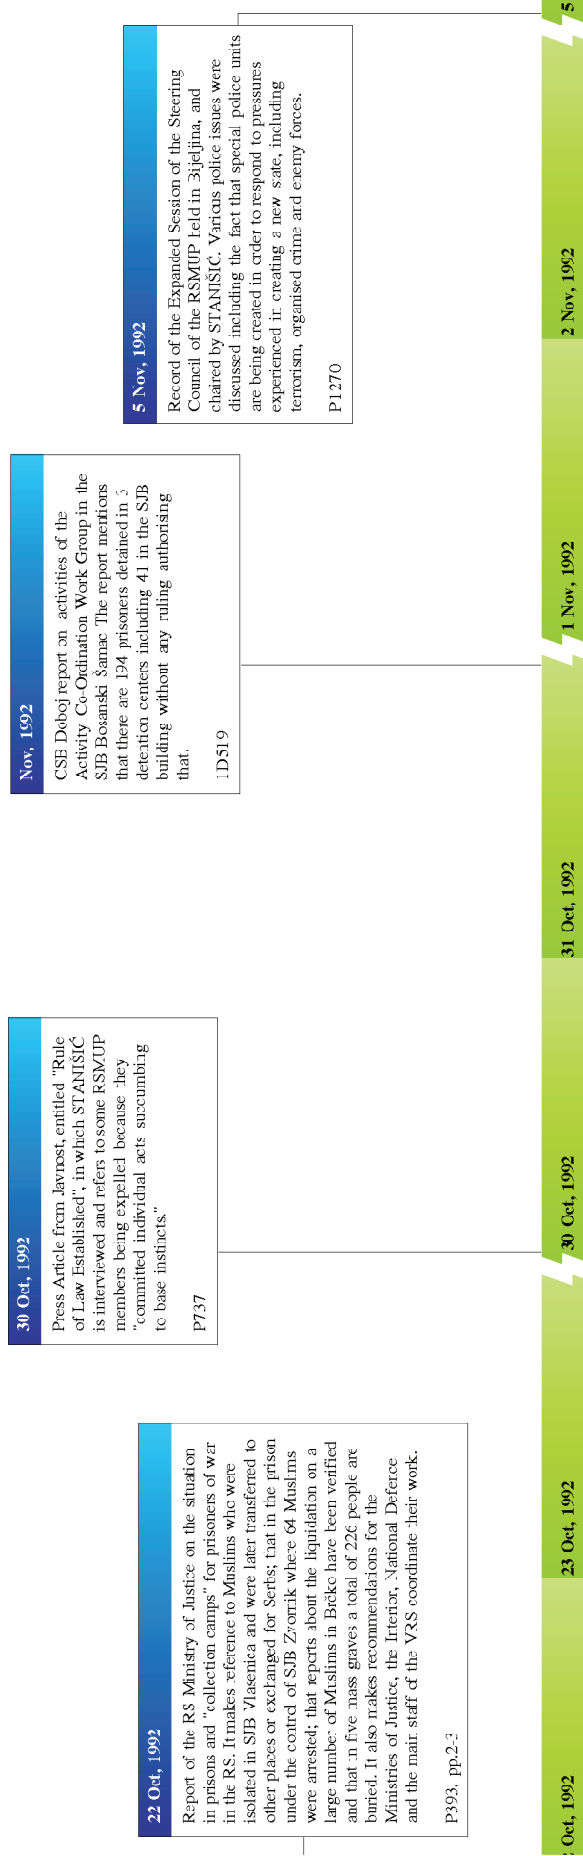 22 Oct, 1992
Report of the RS Ministry of Justice on the situation
in prisons and "collection camps" for prisoners of war
in the RS. It makes reference to Muslims who were
isolated in SJB Vlasenica and were later transferred to
other places or exchanged for Serbs; that in the prison
under the control of SJB Zvornik where 64 Muslims
were arrested; that reports about the liquidation on a
large number of Muslims in Brčko have been verified
and that in five mass graves a total of 226 people are
buried. It also makes recommendations for the
Ministries of Justice, the Interior, National Defence
and the main staff of the VRS coordinate their work.
P393, pp.2-3
30 Oct, 1992
Press Article from Javnost, entitled "Rule
of Law Established", in which STANIŠIĆ
is interviewed and refers to some RSMUP
members being expelled because they
"committed individual acts succumbing
to base instincts."
P737
Nov, 1992
CSB Doboj report on activities of the
Activity Co-Ordination Work Group in the
SJB Bosanski Šamac The report mentions
that there are 194 prisoners detained in 3
detention centers including 41 in the SJB
building without any ruling authorising
that.
1D519
5 Nov, 1992
Record of the Expanded Session of the Steering
Council of the RSMUP held in Bijeljina, and
chaired by STANIŠIĆ. Various police issues were
discussed including the fact that special police units
are being created in order to respond to pressures
experienced in creating a new state, including
terrorism, organised crime and enemy forces.
P1270
Oct, 1992
23 Oct, 1992
30 Oct, 1992
31 Oct, 1992
1 Nov, 1992
2 Nov, 1992
5